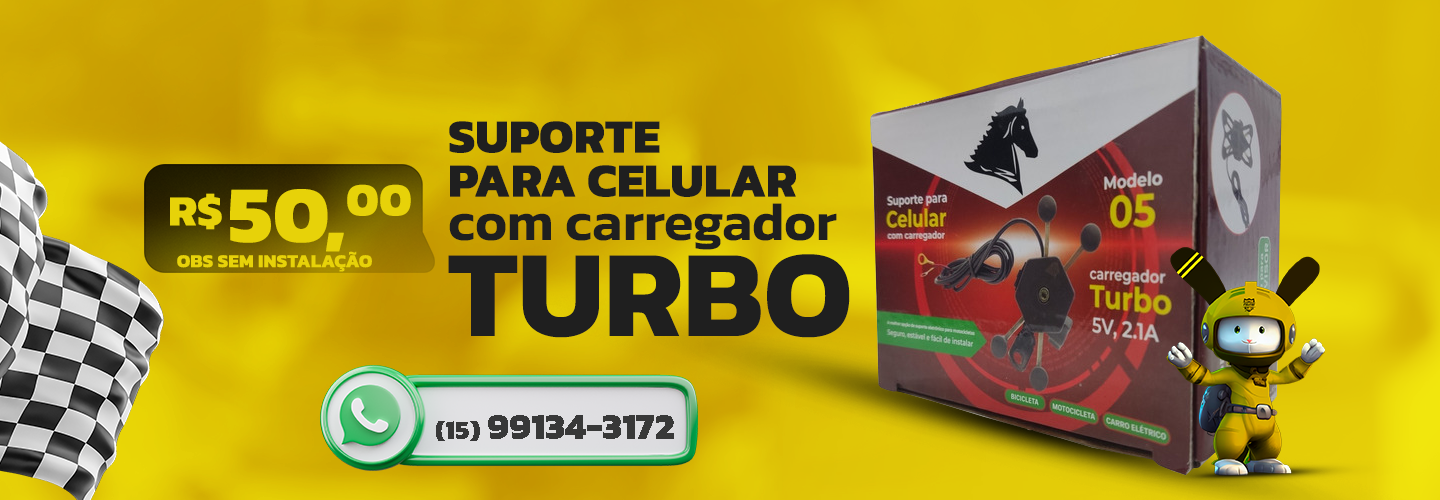 R$50,00
OBS SEM INSTALAÇÃO
SUPORTE
PARA CELULAR
com carregador
TURBO
(15) 99134-3172
Suporte para
Celular
com carregador
Modelo
05
carregador
Turbo
5V, 2.1A
Seguro, estável e fácil de instalar
BICICLETA
MOTOCICLETA
CARRO ELÉTRICO